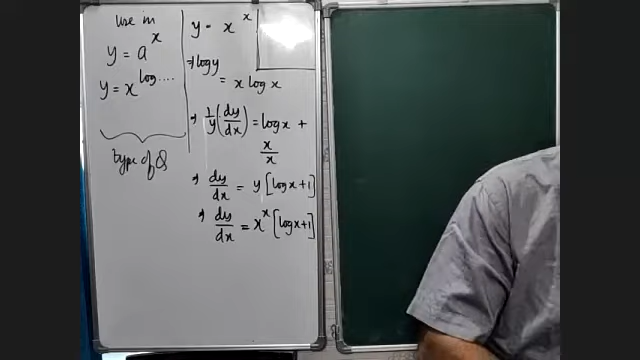 Use in
y = a^x
y = x^log....
type of Q
y = x^x
⇒ log y
= x log x
⇒ 1/y (dy/dx) = log x +
x/x
⇒ dy/dx = y [log x + 1]
⇒ dy/dx = x^x [log x + 1]